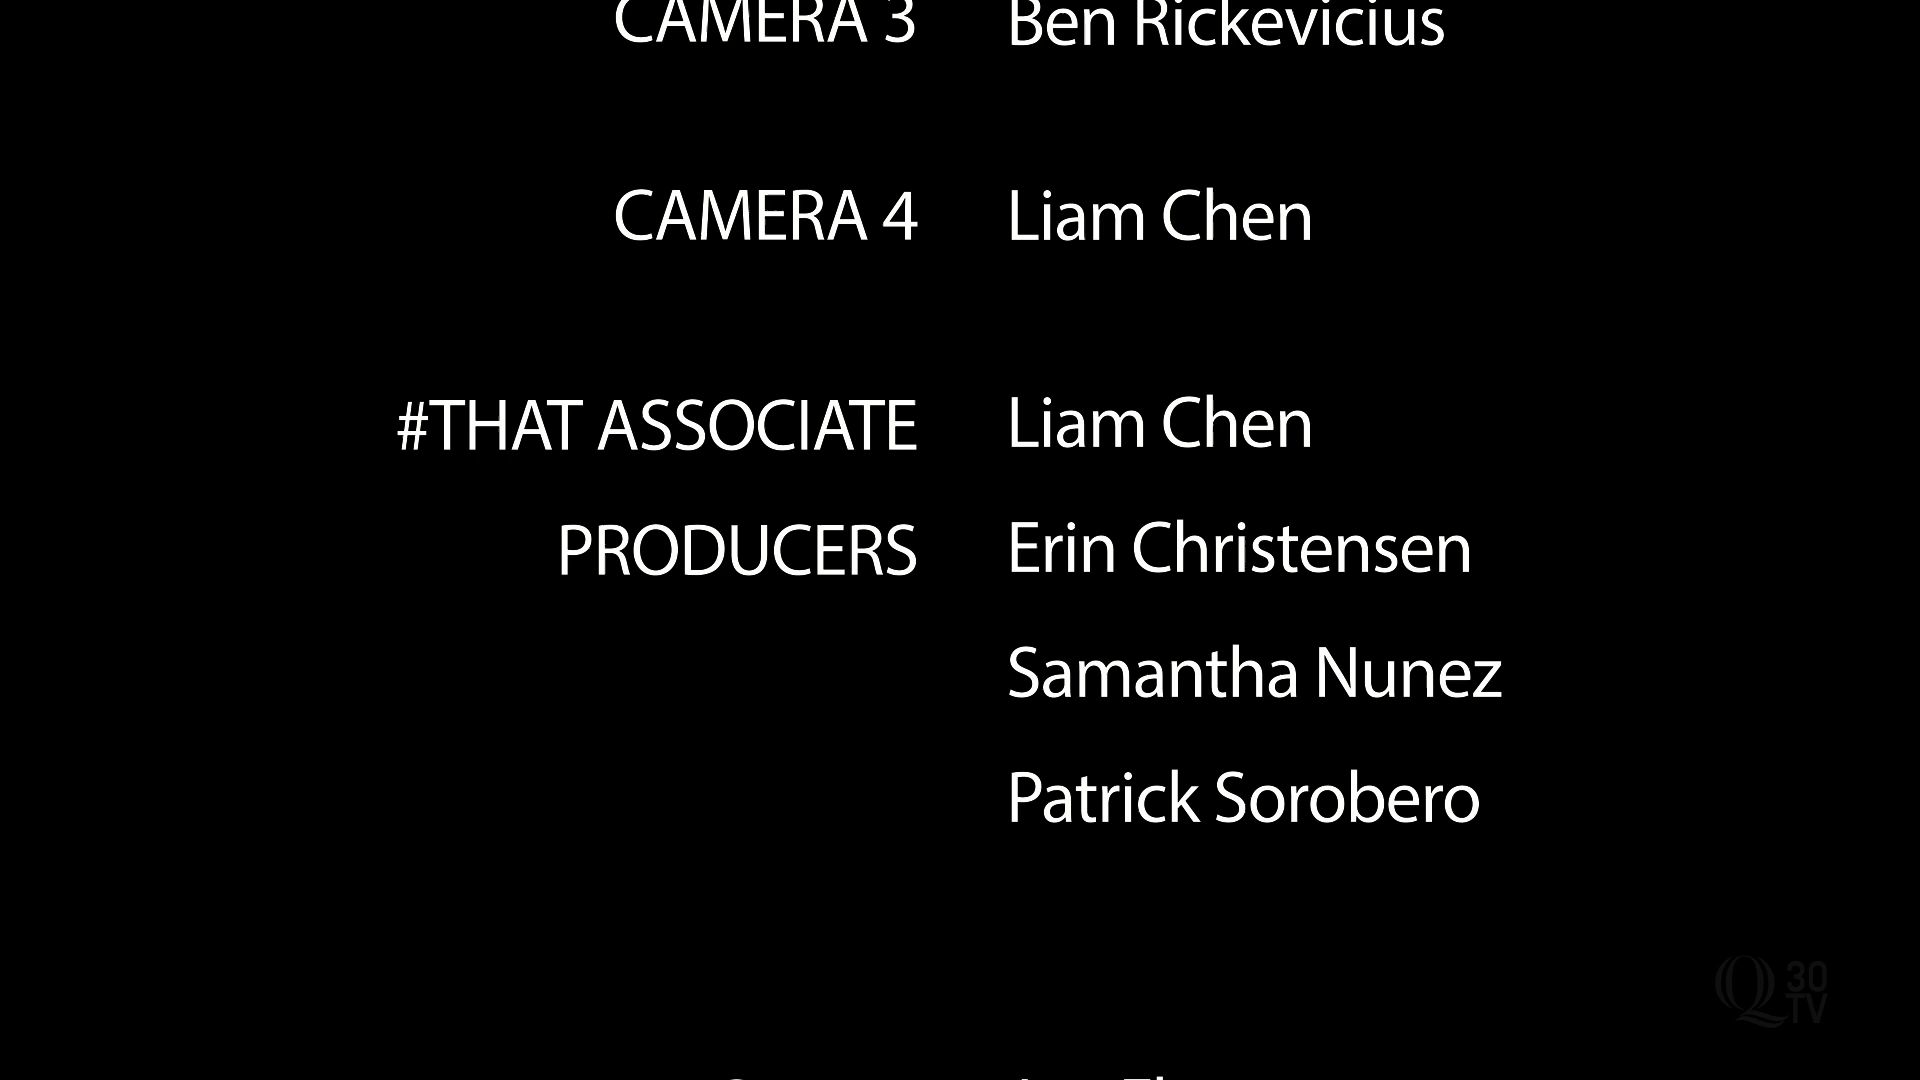 CAMERA 3 Ben Rickevicius
CAMERA 4 Liam Chen
#THAT ASSOCIATE Liam Chen
PRODUCERS Erin Christensen
Samantha Nunez
Patrick Sorobero
Q 30
TV